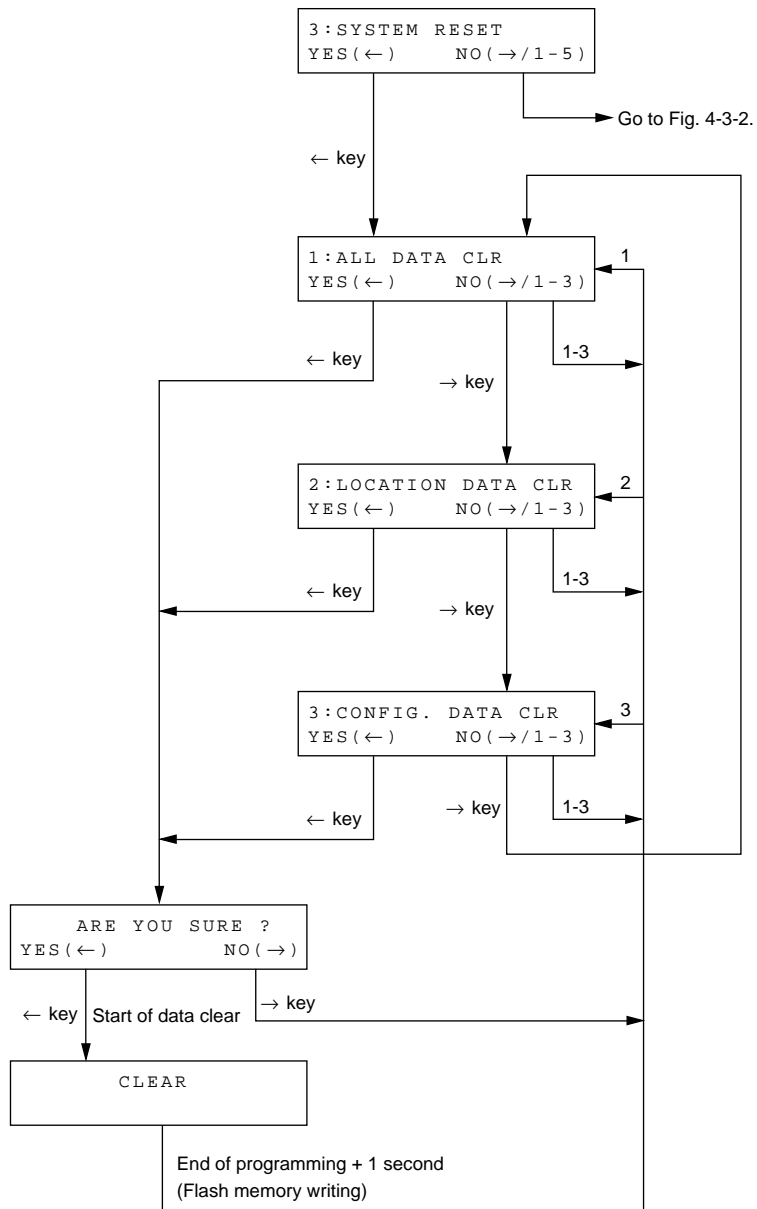 3:SYSTEM RESET
YES(←) NO(→/1-5)
Go to Fig. 4-3-2.
← key
1:ALL DATA CLR
YES(←) NO(→/1-3)
1
← key
→ key
1-3
2:LOCATION DATA CLR
YES(←) NO(→/1-3)
2
← key
→ key
1-3
3:CONFIG. DATA CLR
YES(←) NO(→/1-3)
3
← key
→ key
1-3
ARE YOU SURE ?
YES(←) NO(→)
← key
Start of data clear
→ key
CLEAR
End of programming + 1 second
(Flash memory writing)